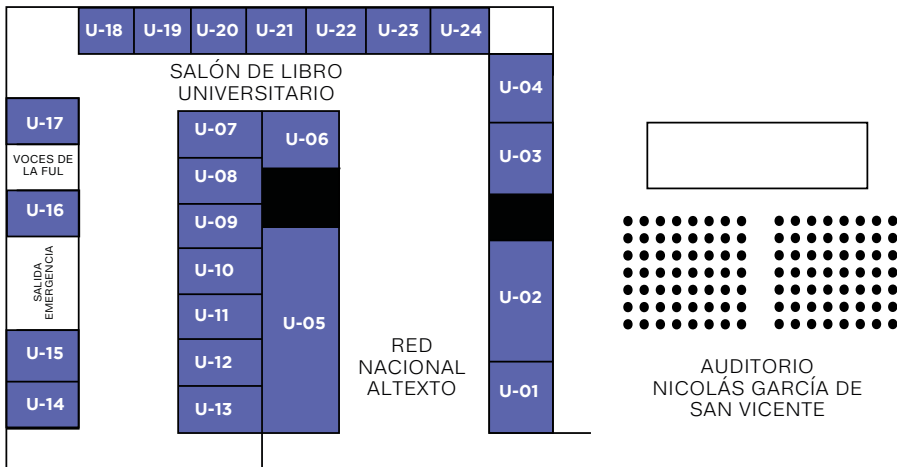 U-18 U-19 U-20 U-21 U-22 U-23 U-24
SALÓN DE LIBRO
UNIVERSITARIO
U-17
VOCES DE
LA FUL
U-16
SALIDA
EMERGENCIA
U-15
U-14
U-07
U-08
U-09
U-10
U-11
U-12
U-13
U-06
U-05
RED
NACIONAL
ALTEXTO
U-04
U-03
U-02
U-01
AUDITORIO
NICOLÁS GARCÍA DE
SAN VICENTE